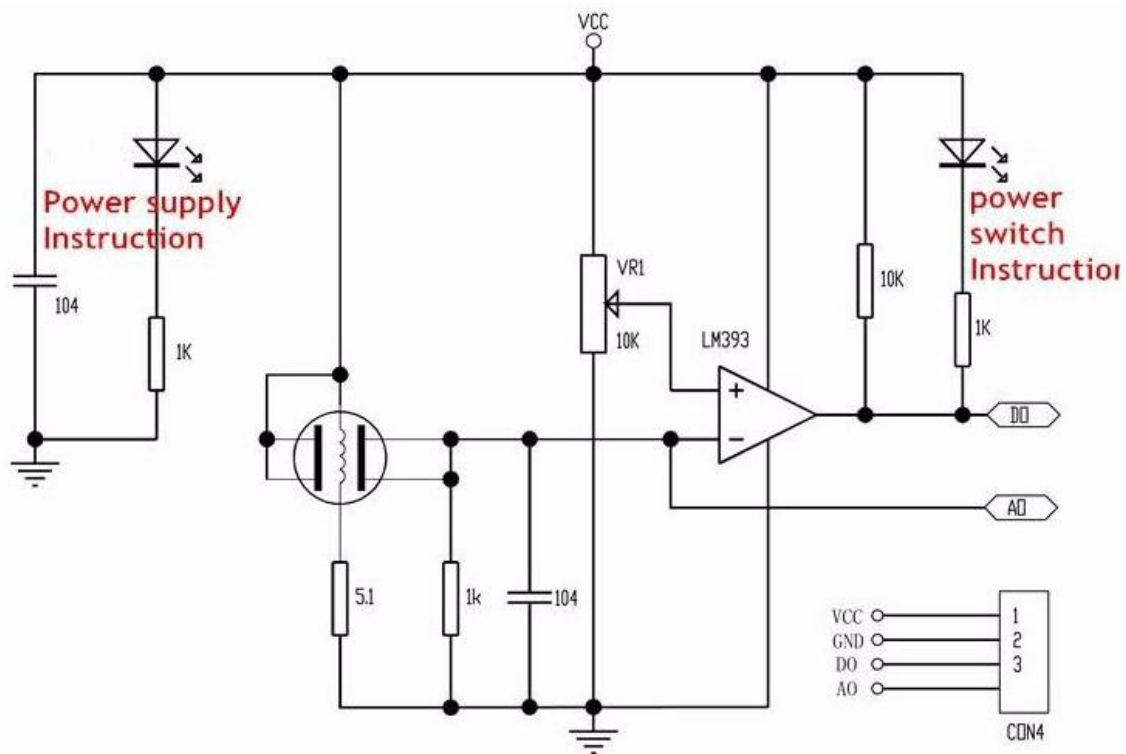 VCC
Power supply
Instruction
104
1K
VR1
10K
LM393
+
−
10K
power
switch
Instruction
1K
DO
AO
5.1
1k
104
VCC
GND
DO
AO
1
2
3
CON4